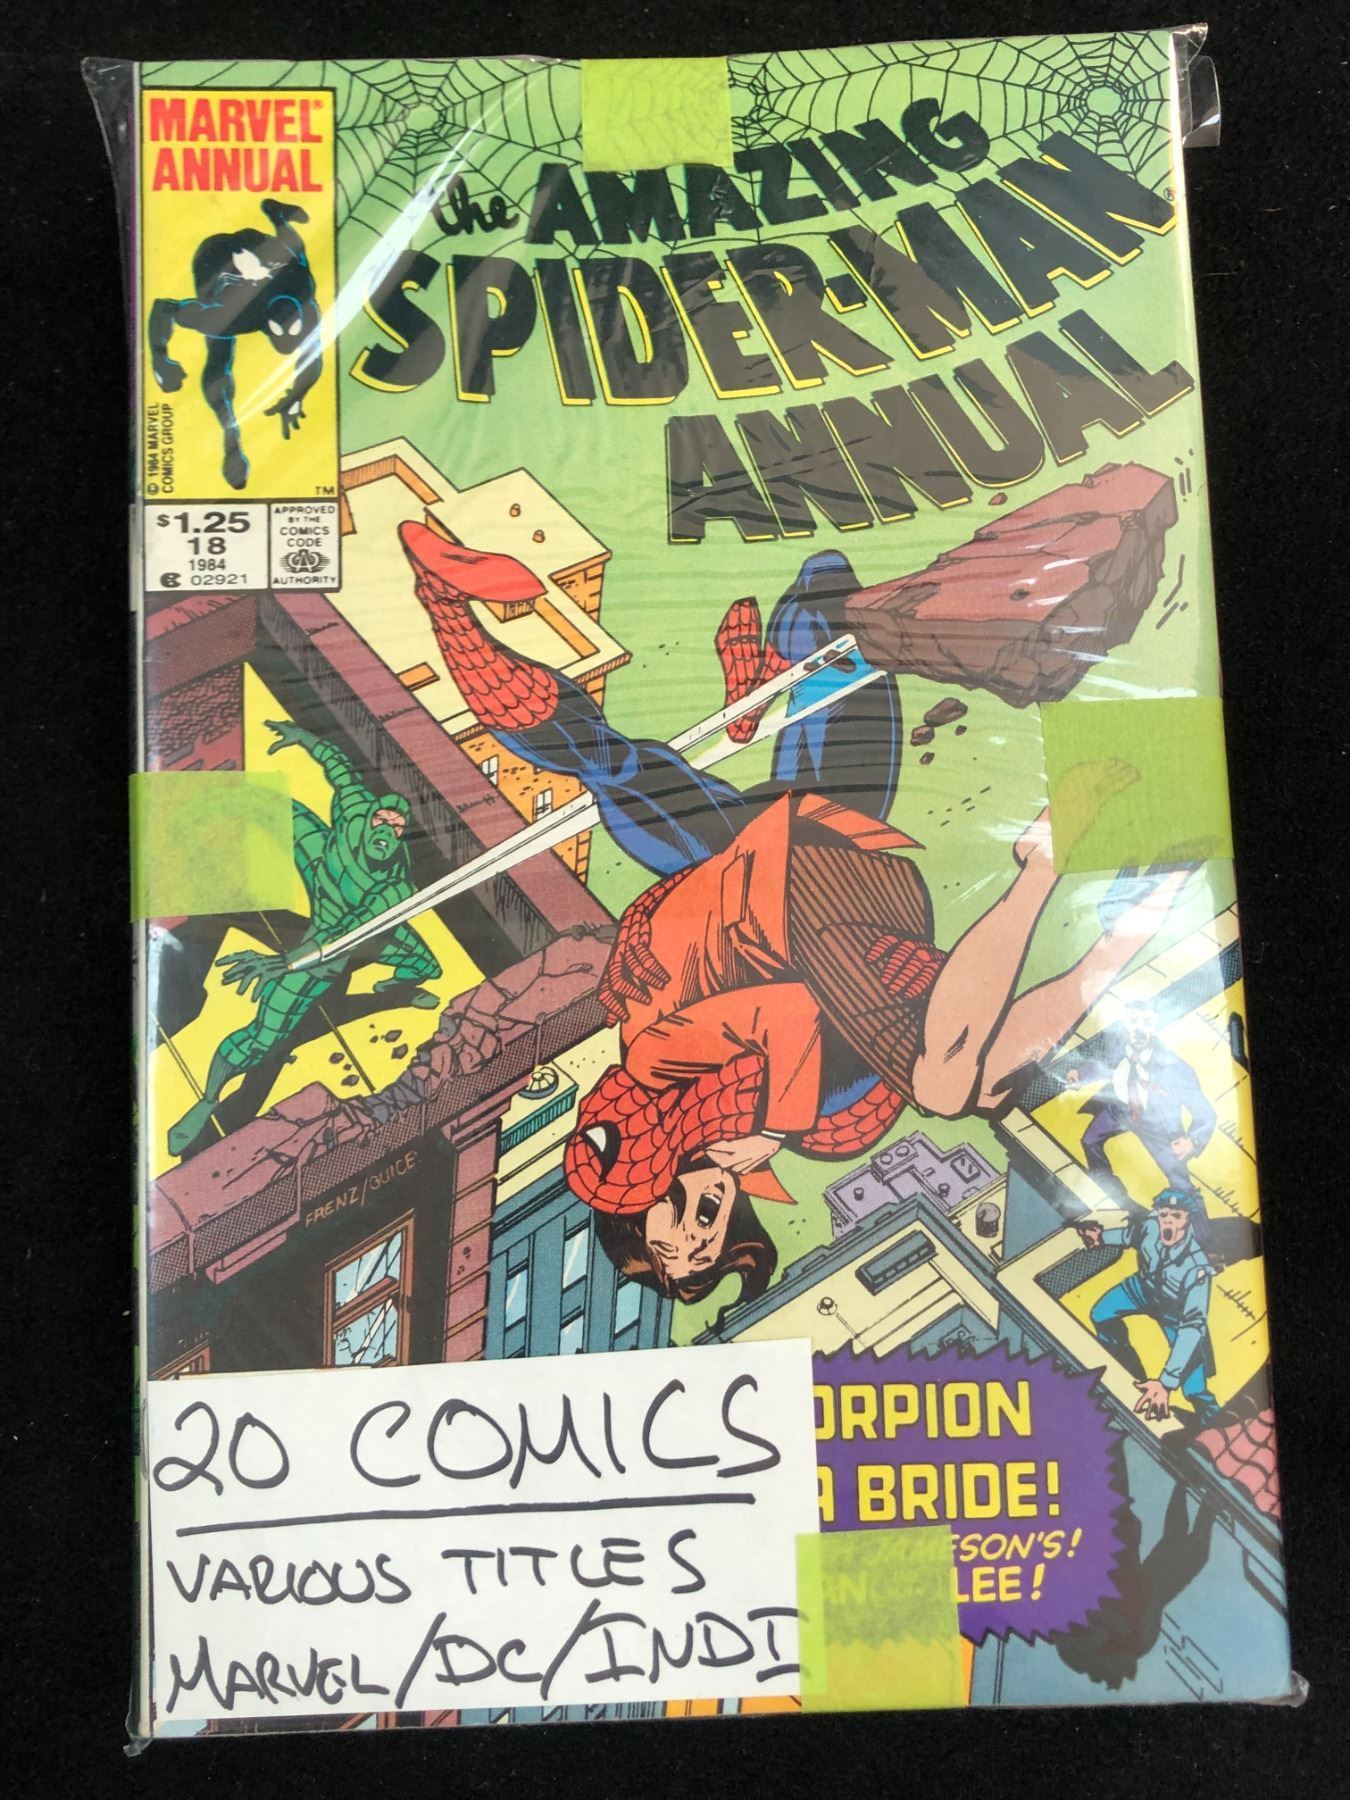 MARVEL®
ANNUAL
© 1984 MARVEL
COMICS GROUP
TM
$1.25
18
1984
02921
APPROVED
BY THE
COMICS
CODE
AUTHORITY
the AMAZING
SPIDER-MAN®
ANNUAL
FRENZ/GUICE
ORPION
A BRIDE!
JAMESON'S!
LEE!
20 COMICS
VARIOUS TITLES
MARVEL/DC/INDI